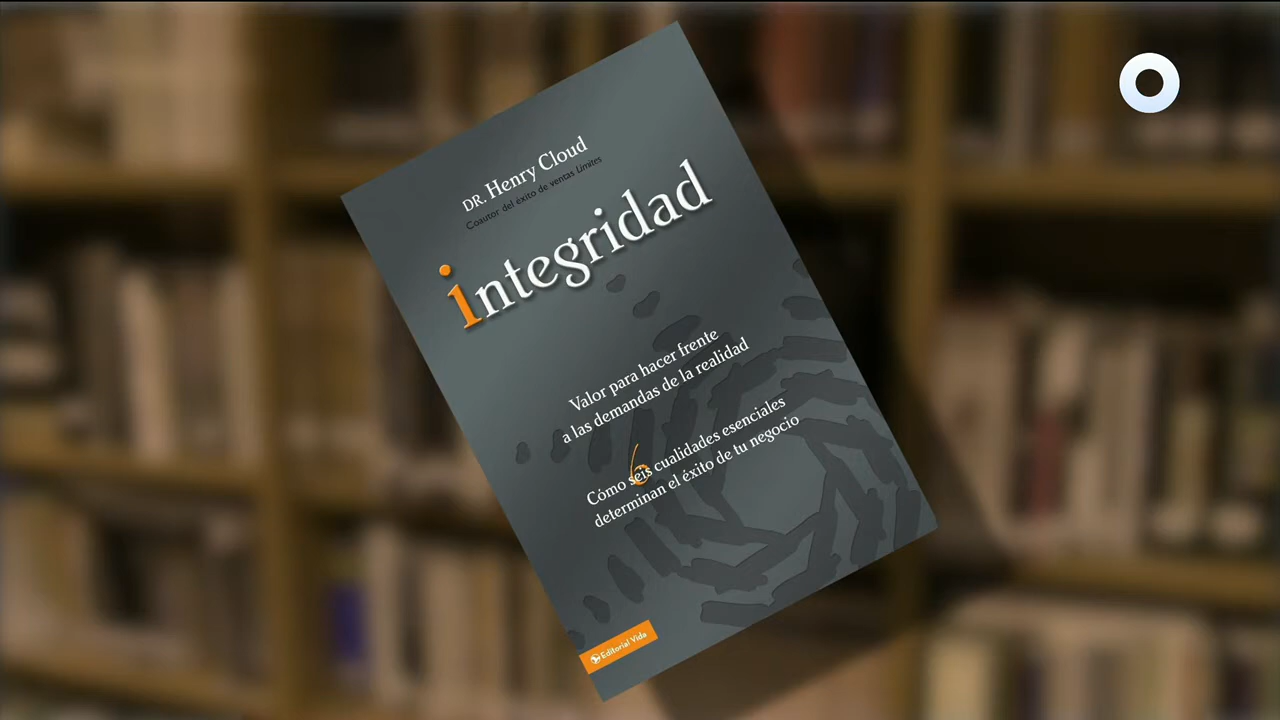 DR. Henry Cloud
Coautor del éxito de ventas Límites
integridad
Valor para hacer frente
a las demandas de la realidad
6
Cómo seis cualidades esenciales
determinan el éxito de tu negocio
Editorial Vida